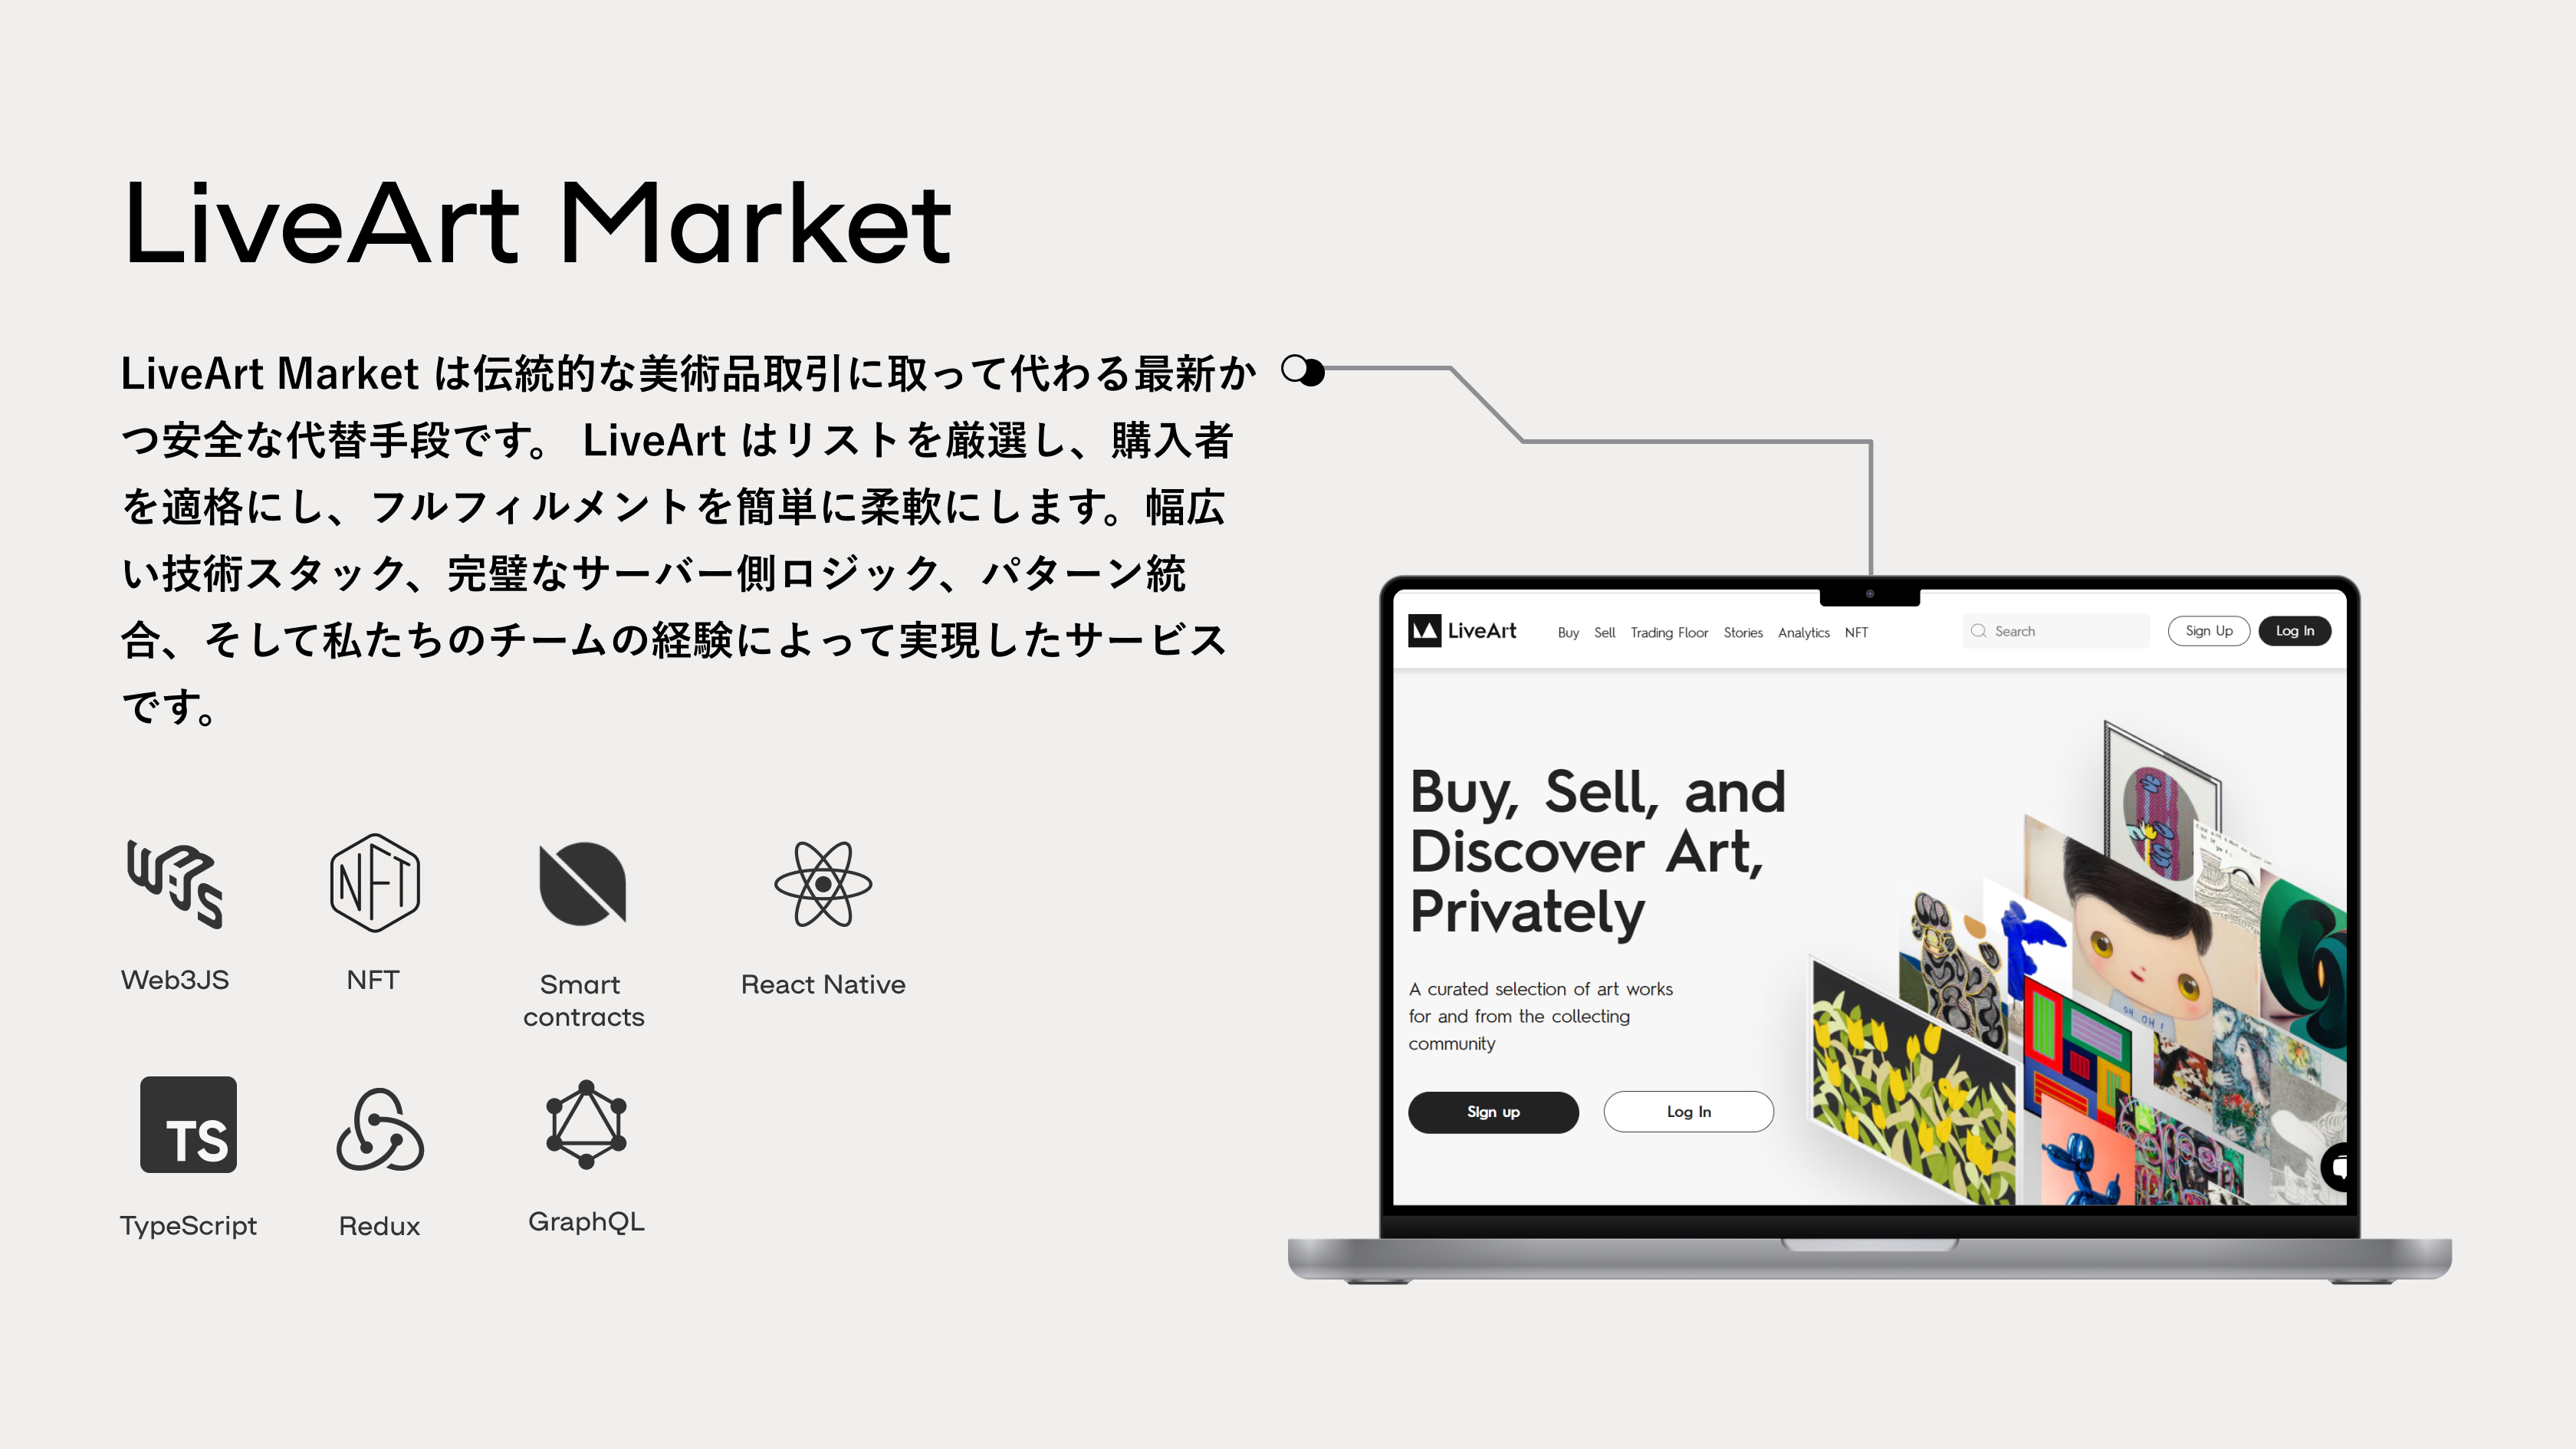 LiveArt Market
LiveArt Market は伝統的な美術品取引に取って代わる最新か
つ安全な代替手段です。 LiveArt はリストを厳選し、購入者
を適格にし、フルフィルメントを簡単に柔軟にします。幅広
い技術スタック、完璧なサーバー側ロジック、パターン統
合、そして私たちのチームの経験によって実現したサービス
です。
W3JS
NFT
Web3JS
NFT
Smart
contracts
React Native
TS
TypeScript
Redux
GraphQL
LiveArt
Buy Sell Trading Floor Stories Analytics NFT
Search
Sign Up
Log In
Buy, Sell, and
Discover Art,
Privately
A curated selection of art works
for and from the collecting
community
Sign up
Log In
OH OH !